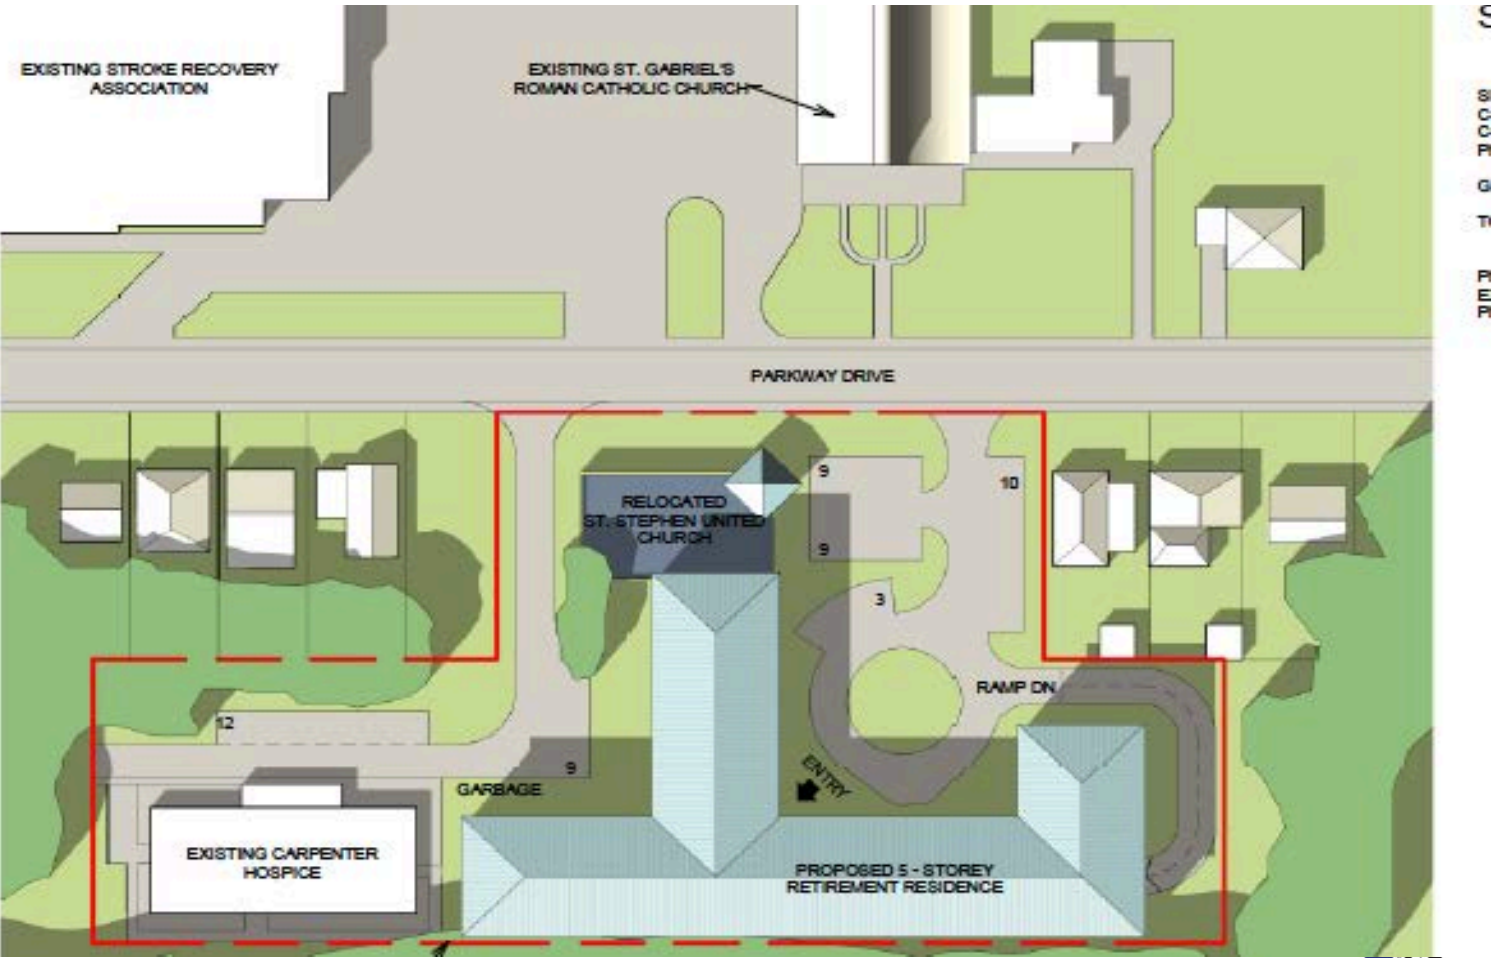 EXISTING STROKE RECOVERY
ASSOCIATION
EXISTING ST. GABRIEL'S
ROMAN CATHOLIC CHURCH
PARKWAY DRIVE
9
10
RELOCATED
ST. STEPHEN UNITED
CHURCH
9
3
RAMP DN
12
9
GARBAGE
ENTRY
EXISTING CARPENTER
HOSPICE
PROPOSED 5 - STOREY
RETIREMENT RESIDENCE